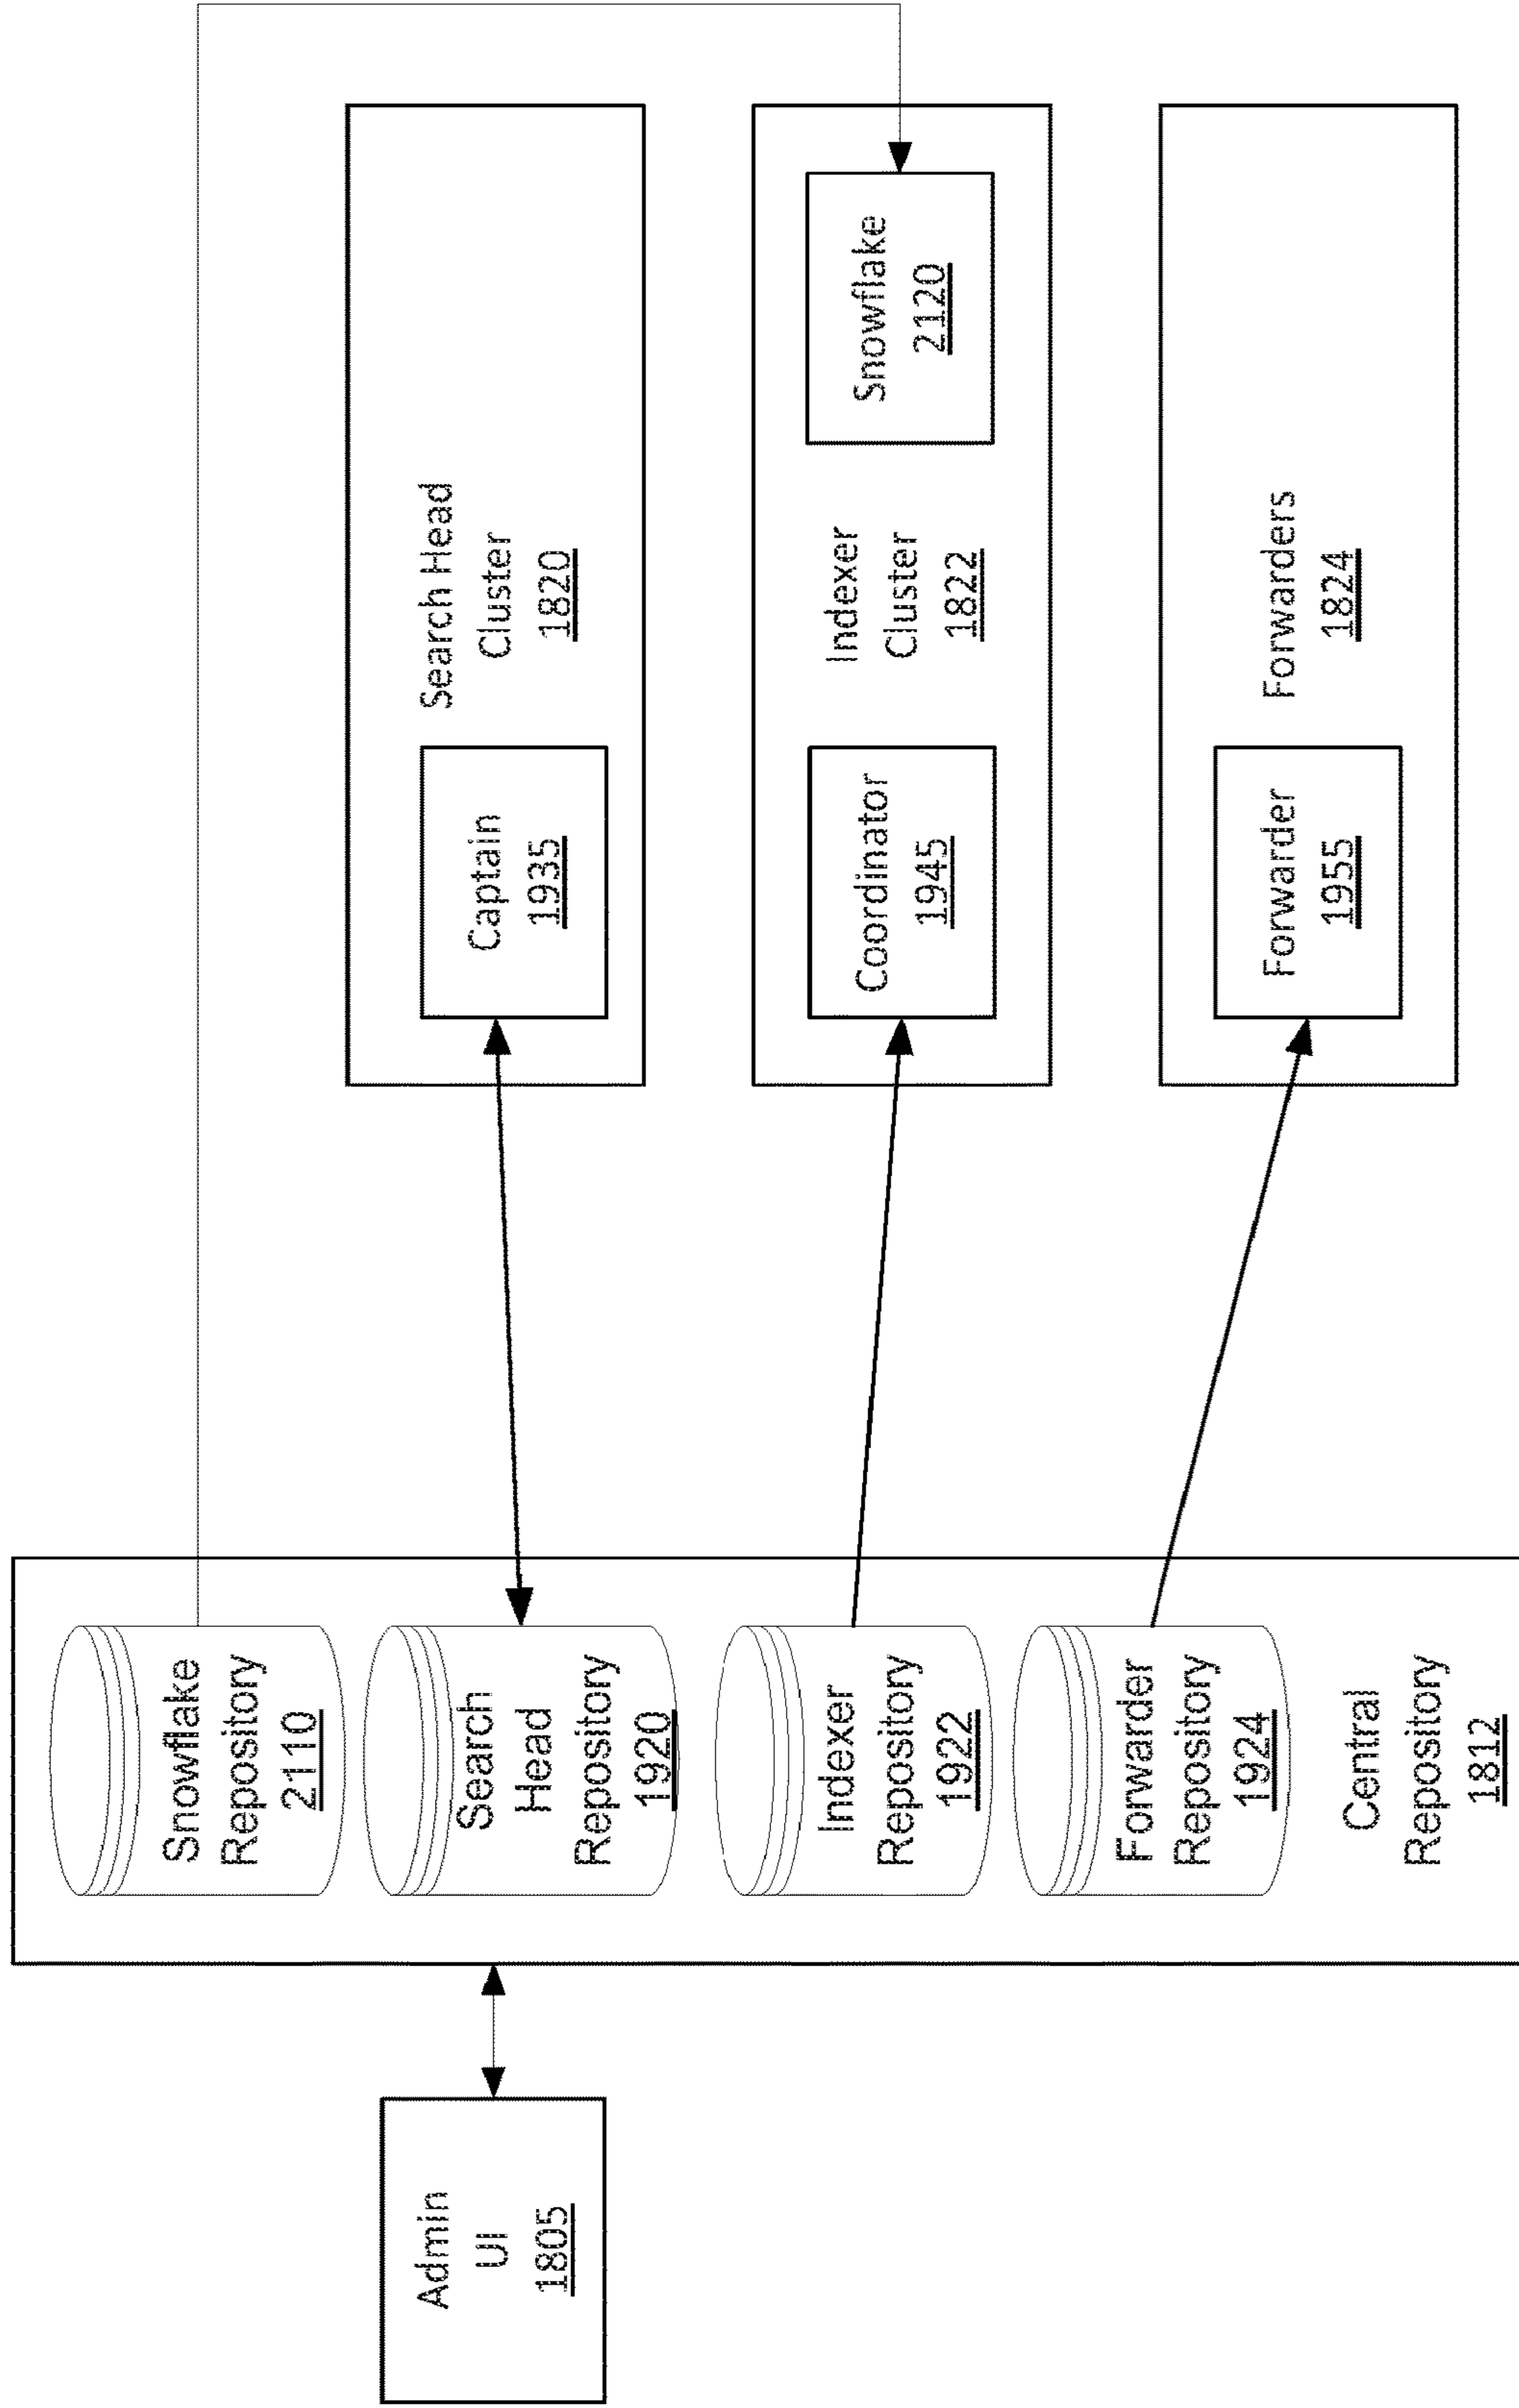 Snowflake
Repository
2110
Search
Head
Repository
1920
Indexer
Repository
1922
Forwarder
Repository
1924
Central
Repository
1812
Admin
UI
1805
Captain
1935
Search Head
Cluster
1820
Coordinator
1945
Indexer
Cluster
1822
Snowflake
2120
Forwarder
1955
Forwarders
1824